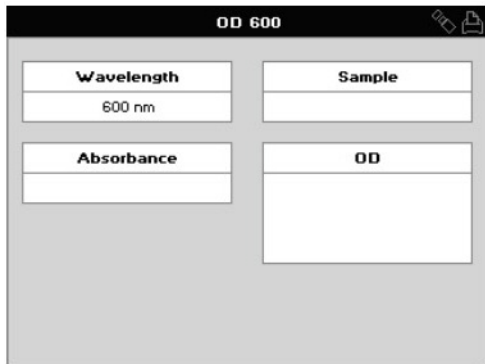 OD 600
Wavelength
600 nm
Sample
Absorbance
OD